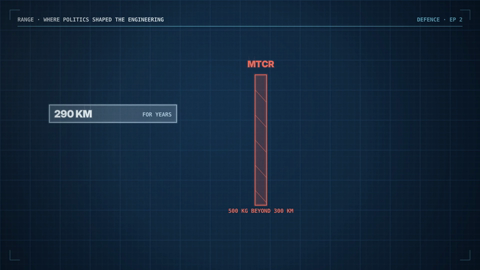 RANGE · WHERE POLITICS SHAPED THE ENGINEERING
DEFENCE · EP 2
MTCR
290 KM
FOR YEARS
500 KG BEYOND 300 KM